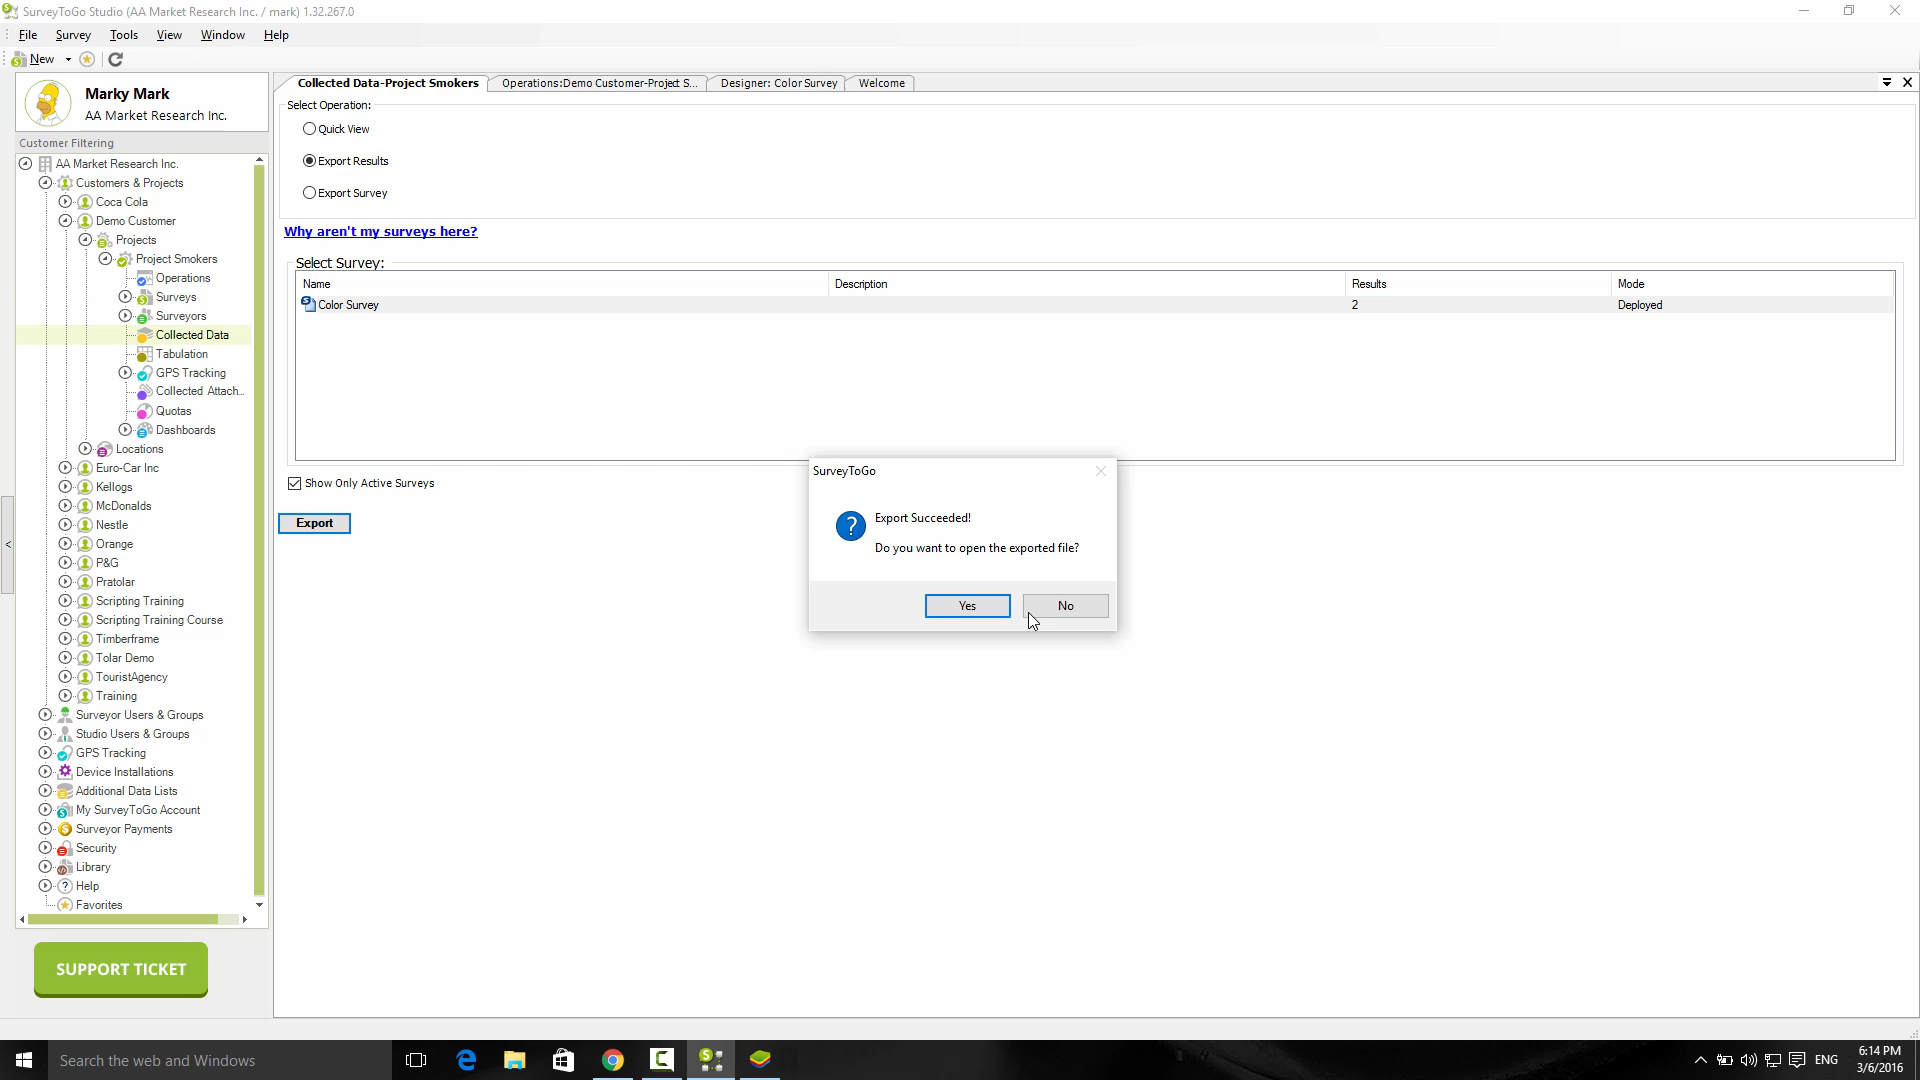 SurveyToGo Studio (AA Market Research Inc. / mark) 1.32.267.0
File Survey Tools View Window Help
New
Marky Mark
AA Market Research Inc.
Customer Filtering
AA Market Research Inc.
Customers & Projects
Coca Cola
Demo Customer
Projects
Project Smokers
Operations
Surveys
Surveyors
Collected Data
Tabulation
GPS Tracking
Collected Attach...
Quotas
Dashboards
Locations
Euro-Car Inc
Kellogs
McDonalds
Nestle
Orange
P&G
Pratolar
Scripting Training
Scripting Training Course
Timberframe
Tolar Demo
TouristAgency
Training
Surveyor Users & Groups
Studio Users & Groups
GPS Tracking
Device Installations
Additional Data Lists
My SurveyToGo Account
Surveyor Payments
Security
Library
Help
Favorites
SUPPORT TICKET
Collected Data-Project Smokers Operations:Demo Customer-Project S... Designer: Color Survey Welcome
Select Operation:
Quick View
Export Results
Export Survey
Why aren't my surveys here?
Select Survey:
Name Description Results Mode
Color Survey 2 Deployed
Show Only Active Surveys
Export
SurveyToGo
Export Succeeded!
Do you want to open the exported file?
Yes No
Search the web and Windows
ENG
6:14 PM
3/6/2016